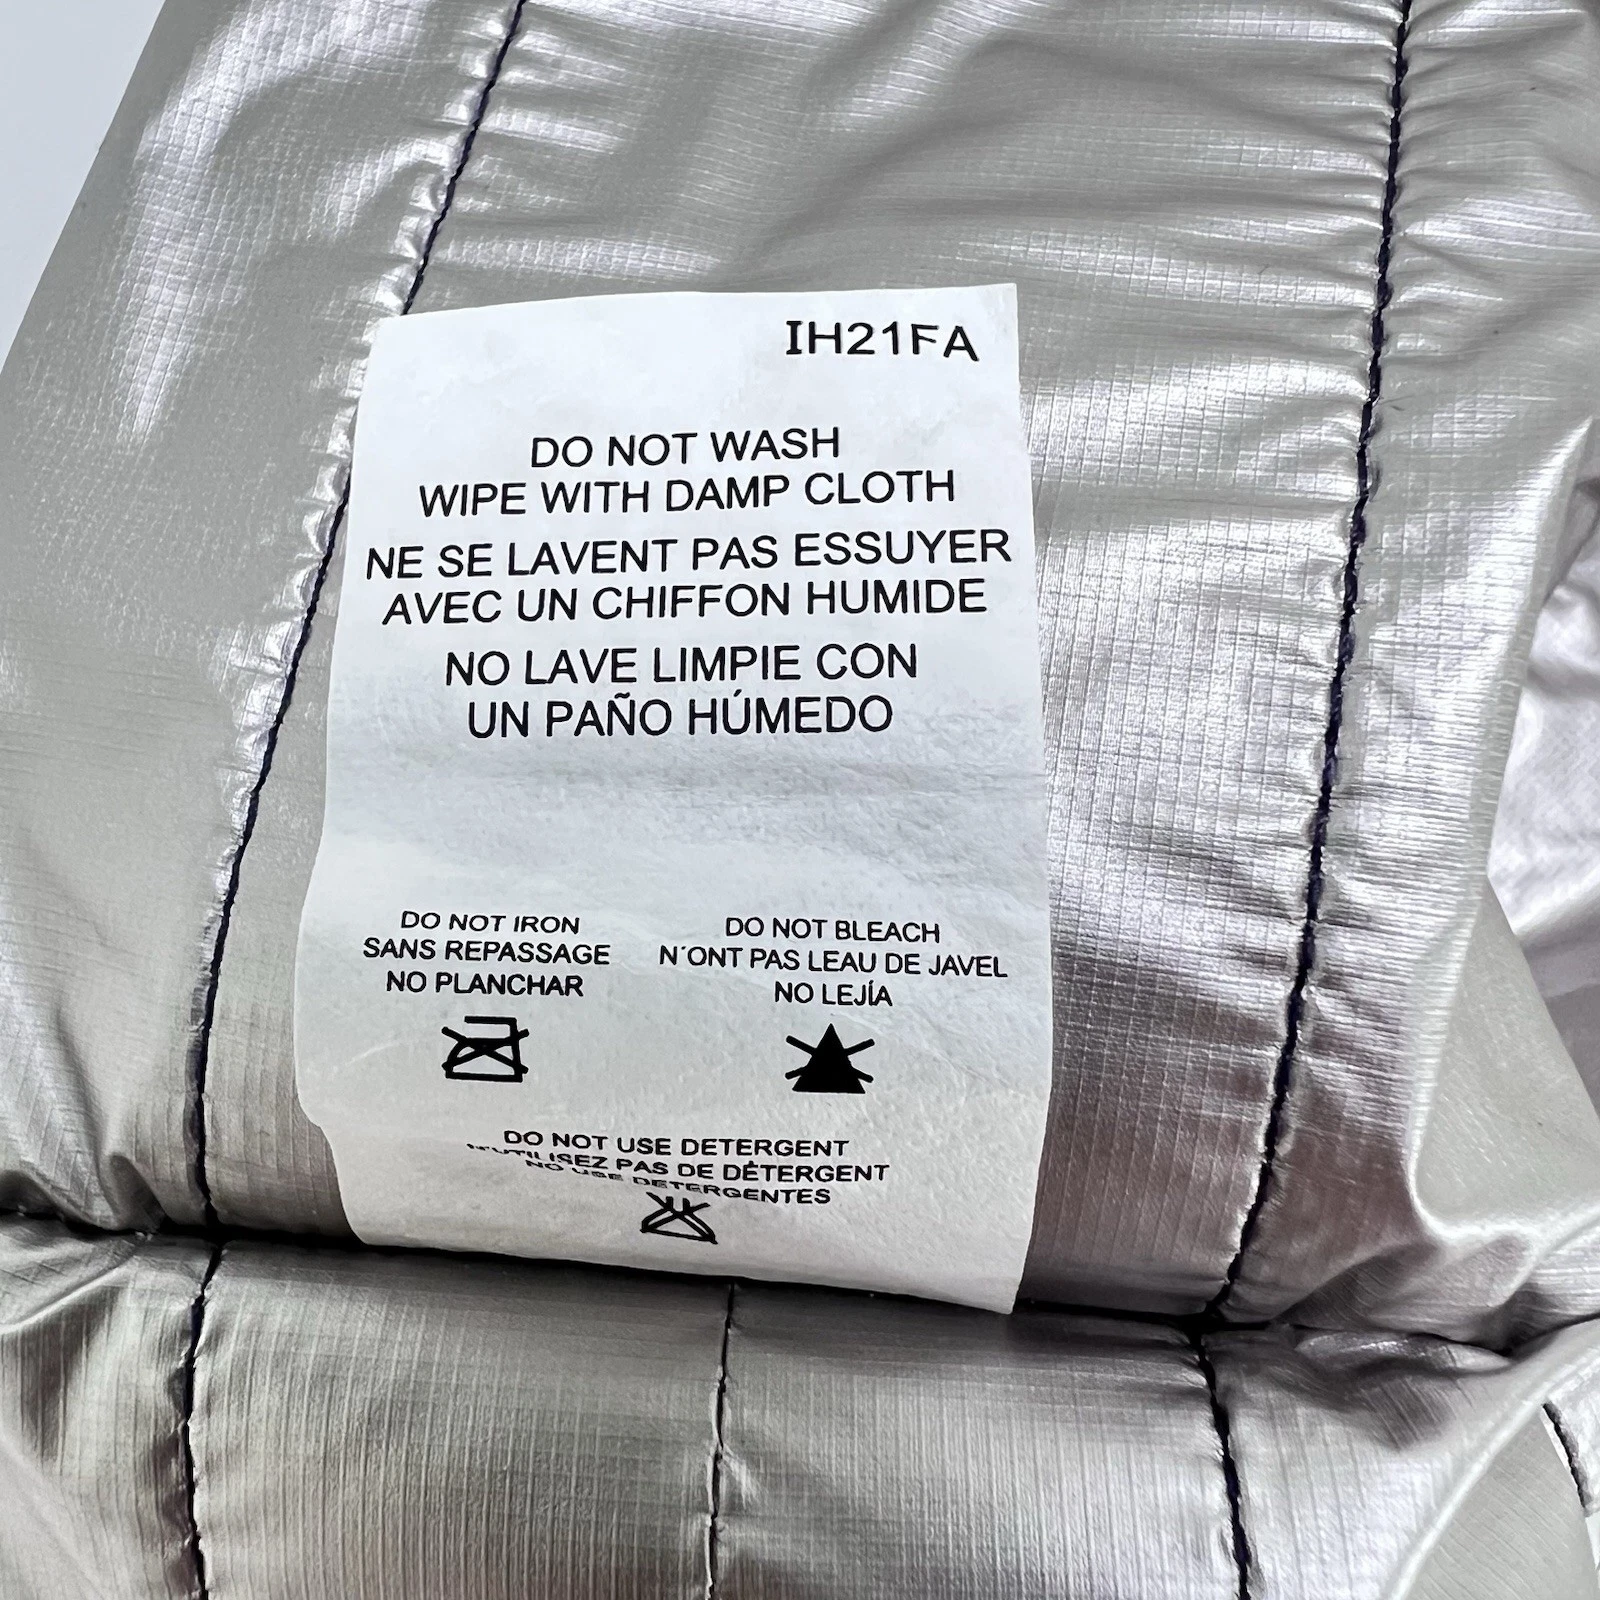 IH21FA
DO NOT WASH
WIPE WITH DAMP CLOTH
NE SE LAVENT PAS ESSUYER
AVEC UN CHIFFON HUMIDE
NO LAVE LIMPIE CON
UN PAÑO HÚMEDO
DO NOT IRON
SANS REPASSAGE
NO PLANCHAR
DO NOT BLEACH
N'ONT PAS LEAU DE JAVEL
NO LEJÍA
DO NOT USE DETERGENT
N'UTILISEZ PAS DE DÉTERGENT
NO USE DETERGENTES